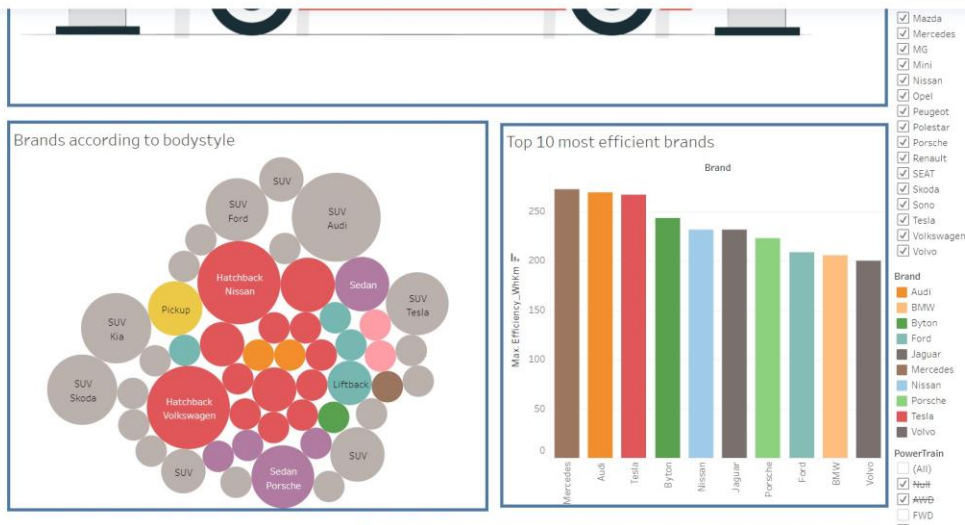 Brands according to bodystyle
SUV
SUV
Ford
SUV
Audi
Hatchback
Nissan
Sedan
Pickup
SUV
Tesla
SUV
Kia
SUV
Skoda
Liftback
Hatchback
Volkswagen
SUV
SUV
Sedan
Porsche
Top 10 most efficient brands
Brand
Max. Efficiency_WhKm
250
200
150
100
50
0
Mercedes
Audi
Tesla
Byton
Nissan
Jaguar
Porsche
Ford
BMW
Volvo
Mazda
Mercedes
MG
Mini
Nissan
Opel
Peugeot
Polestar
Porsche
Renault
SEAT
Skoda
Sono
Tesla
Volkswagen
Volvo
Brand
Audi
BMW
Byton
Ford
Jaguar
Mercedes
Nissan
Porsche
Tesla
Volvo
PowerTrain
(All)
Null
AWD
FWD